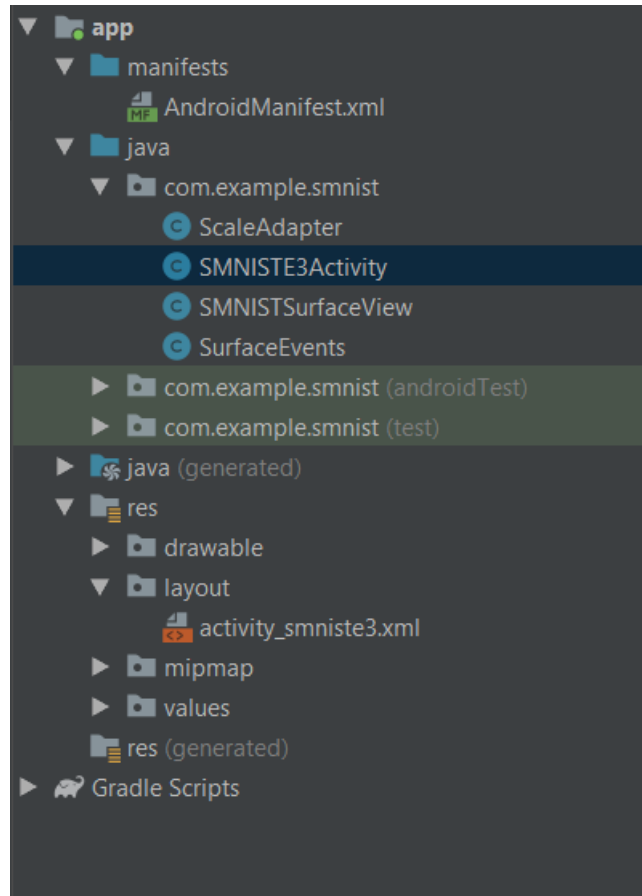 app
manifests
MF AndroidManifest.xml
java
com.example.smnist
C ScaleAdapter
C SMNISTE3Activity
C SMNISTSurfaceView
C SurfaceEvents
com.example.smnist (androidTest)
com.example.smnist (test)
java (generated)
res
drawable
layout
<> activity_smniste3.xml
mipmap
values
res (generated)
Gradle Scripts